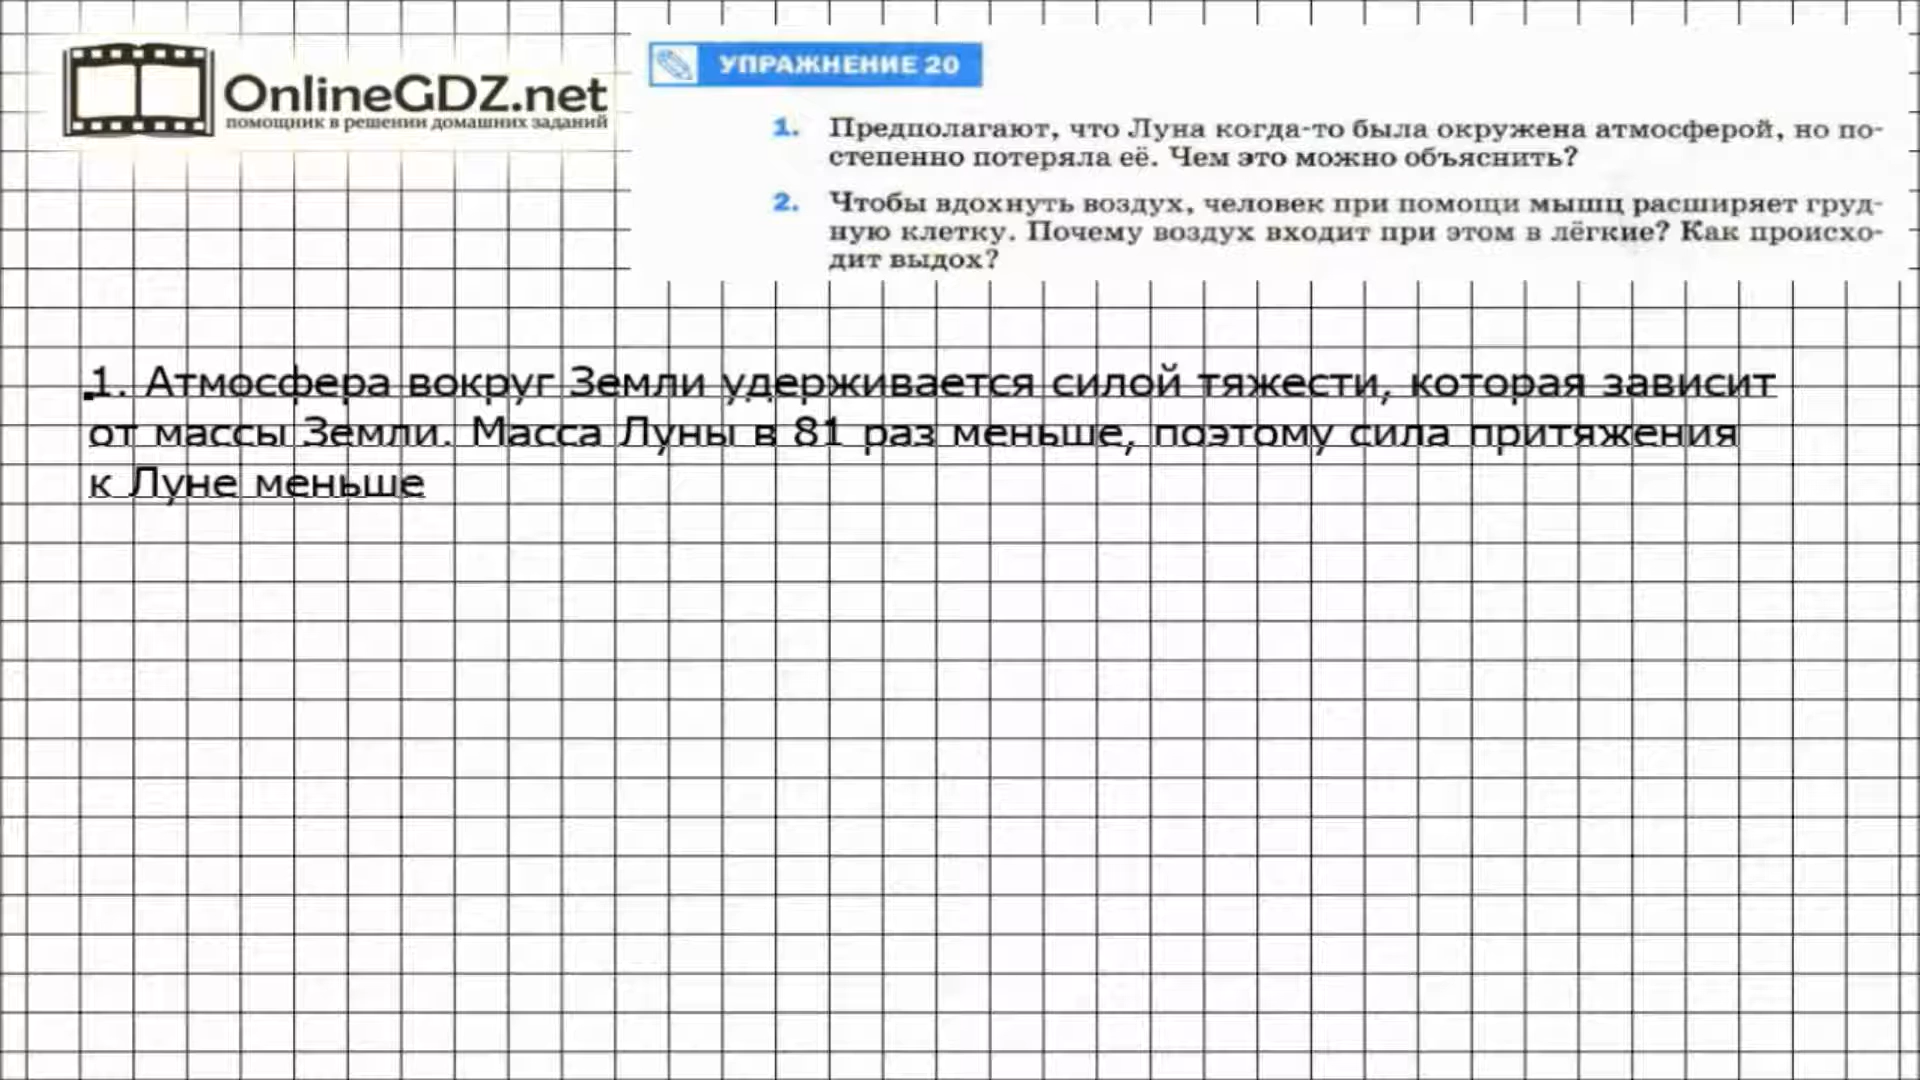 OnlineGDZ.net
помощник в решении домашних заданий
УПРАЖНЕНИЕ 20
1. Предполагают, что Луна когда-то была окружена атмосферой, но по-
степенно потеряла её. Чем это можно объяснить?
2. Чтобы вдохнуть воздух, человек при помощи мышц расширяет груд-
ную клетку. Почему воздух входит при этом в лёгкие? Как происхо-
дит выдох?
1. Атмосфера вокруг Земли удерживается силой тяжести, которая зависит
от массы Земли. Масса Луны в 81 раз меньше, поэтому сила притяжения
к Луне меньше